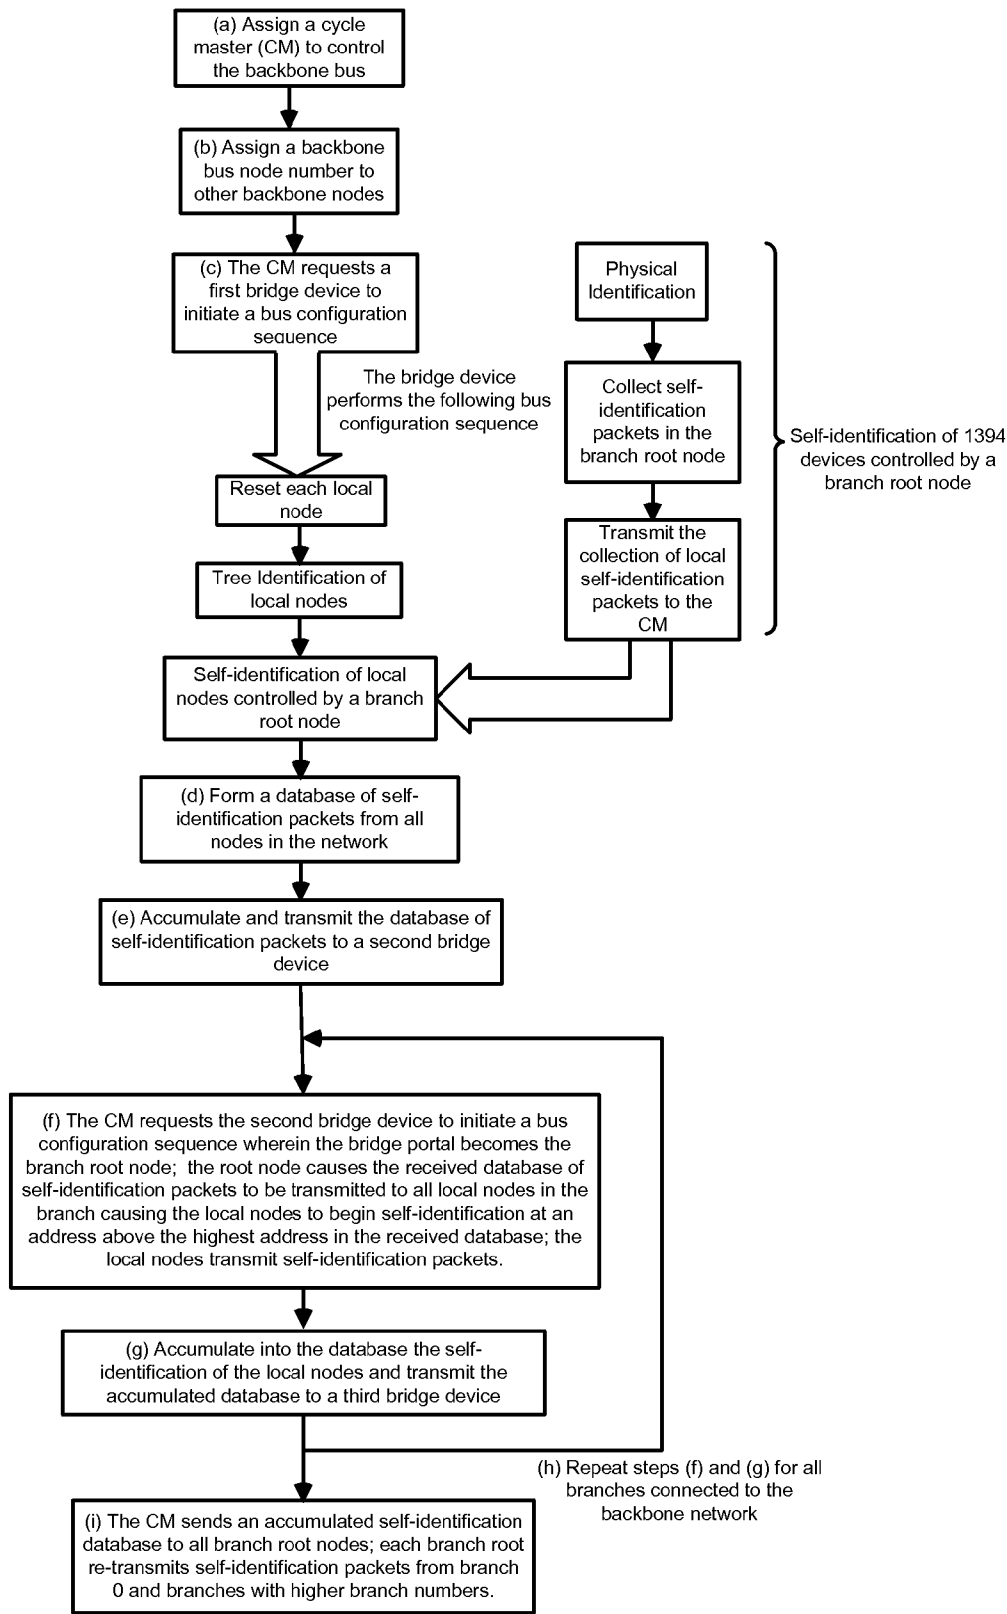 (a) Assign a cycle
master (CM) to control
the backbone bus
(b) Assign a backbone
bus node number to
other backbone nodes
(c) The CM requests a
first bridge device to
initiate a bus configuration
sequence
The bridge device
performs the following bus
configuration sequence
Reset each local
node
Tree Identification of
local nodes
Self-identification of local
nodes controlled by a branch
root node
Physical
Identification
Collect self-
identification
packets in the
branch root node
Transmit the
collection of local
self-identification
packets to the
CM
Self-identification of 1394
devices controlled by a
branch root node
(d) Form a database of self-
identification packets from all
nodes in the network
(e) Accumulate and transmit the database of
self-identification packets to a second bridge
device
(f) The CM requests the second bridge device to initiate a bus
configuration sequence wherein the bridge portal becomes the
branch root node; the root node causes the received database of
self-identification packets to be transmitted to all local nodes in the
branch causing the local nodes to begin self-identification at an
address above the highest address in the received database; the
local nodes transmit self-identification packets.
(g) Accumulate into the database the self-
identification of the local nodes and transmit the
accumulated database to a third bridge device
(h) Repeat steps (f) and (g) for all
branches connected to the
backbone network
(i) The CM sends an accumulated self-identification
database to all branch root nodes; each branch root
re-transmits self-identification packets from branch
0 and branches with higher branch numbers.